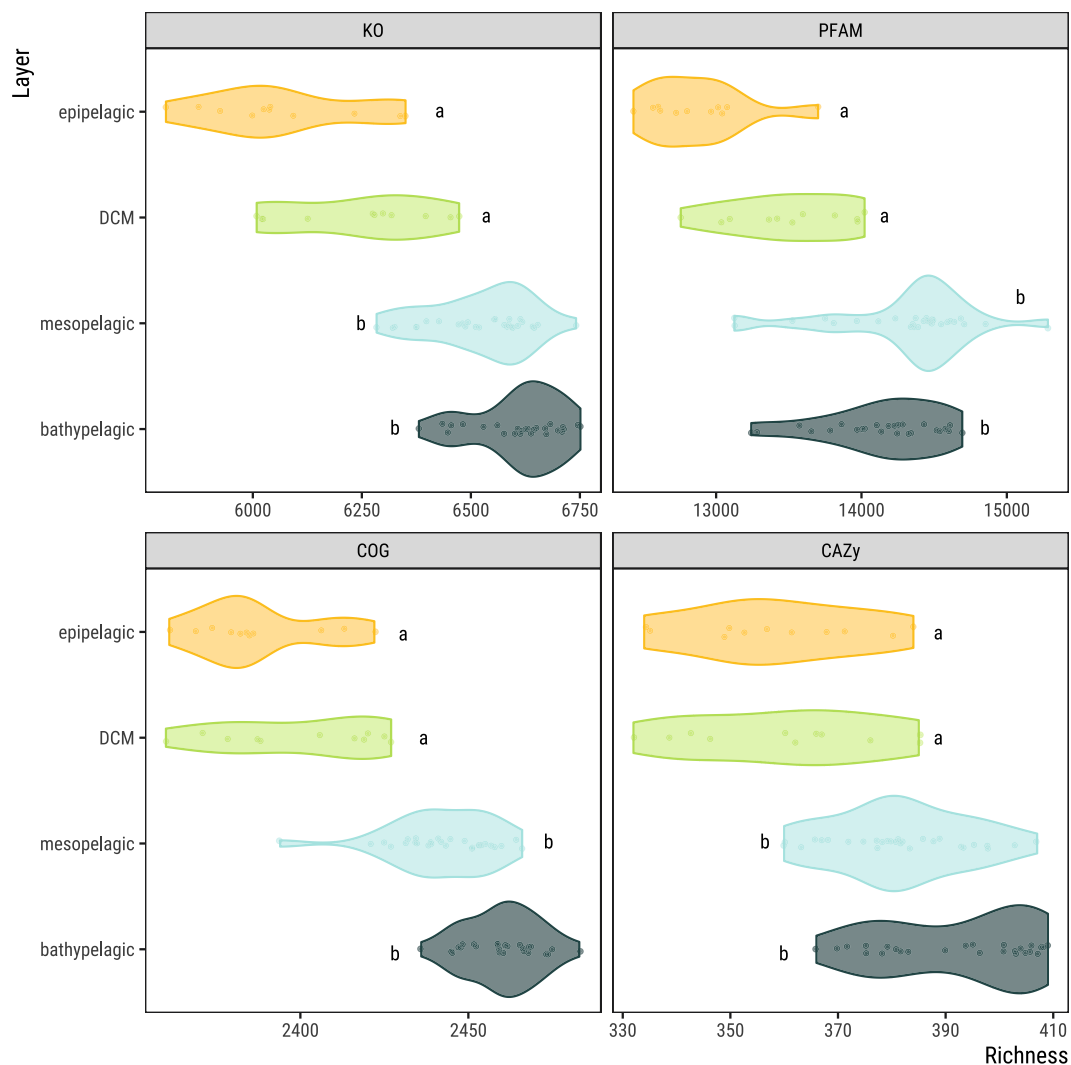 Layer
KO
PFAM
epipelagic
a
a
DCM
a
a
mesopelagic
b
b
bathypelagic
b
b
6000
6250
6500
6750
13000
14000
15000
COG
CAZy
epipelagic
a
a
DCM
a
a
mesopelagic
b
b
bathypelagic
b
b
2400
2450
330
350
370
390
410
Richness